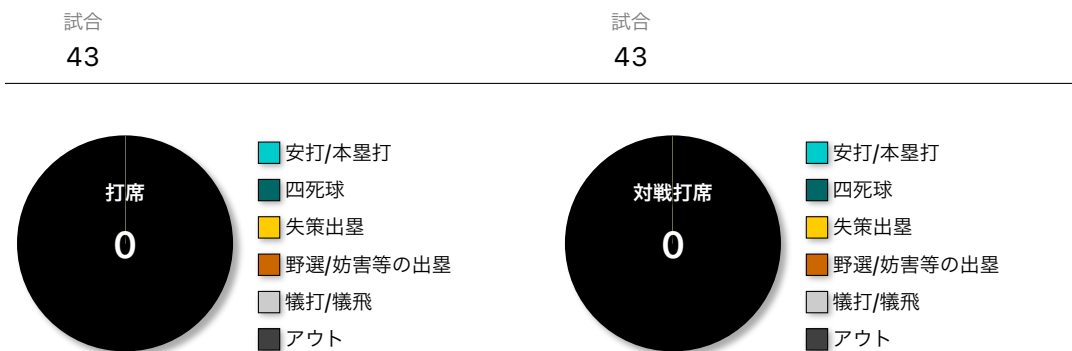 試合
43
打席
0
安打/本塁打
四死球
失策出塁
野選/妨害等の出塁
犠打/犠飛
アウト
試合
43
対戦打席
0
安打/本塁打
四死球
失策出塁
野選/妨害等の出塁
犠打/犠飛
アウト